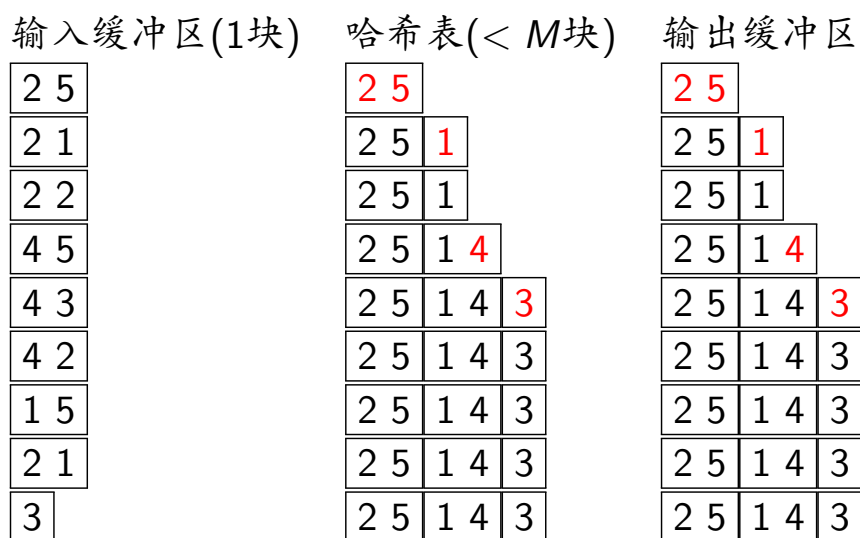 输入缓冲区(1块) 哈希表(< M块) 输出缓冲区
2 5 2 5 2 5
2 1 2 5 1 2 5 1
2 2 2 5 1 2 5 1
4 5 2 5 1 4 2 5 1 4
4 3 2 5 1 4 3 2 5 1 4 3
4 2 2 5 1 4 3 2 5 1 4 3
1 5 2 5 1 4 3 2 5 1 4 3
2 1 2 5 1 4 3 2 5 1 4 3
3 2 5 1 4 3 2 5 1 4 3